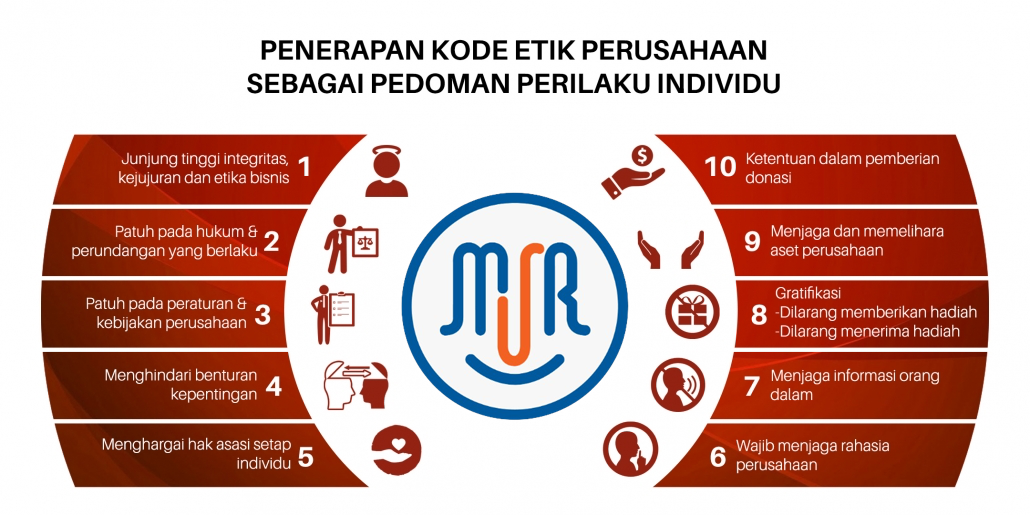 PENERAPAN KODE ETIK PERUSAHAAN
SEBAGAI PEDOMAN PERILAKU INDIVIDU
Junjung tinggi integritas,
kejujuran dan etika bisnis
1
Patuh pada hukum &
perundangan yang berlaku
2
Patuh pada peraturan &
kebijakan perusahaan
3
Menghindari benturan
kepentingan
4
Menghargai hak asasi setap
individu
5
MJR
$
10
Ketentuan dalam pemberian
donasi
9
Menjaga dan memelihara
aset perusahaan
8
Gratifikasi
-Dilarang memberikan hadiah
-Dilarang menerima hadiah
7
Menjaga informasi orang
dalam
6
Wajib menjaga rahasia
perusahaan